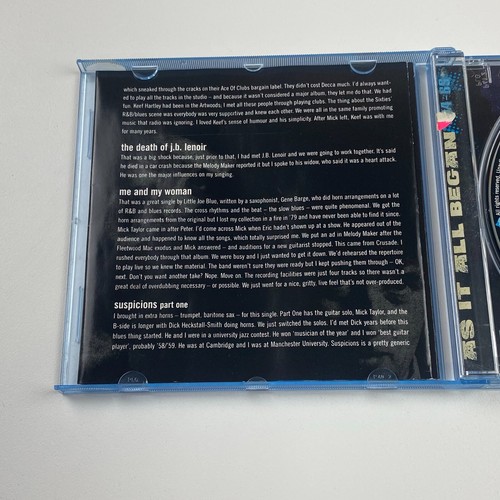 which sneaked through the cracks on their Ace Of Clubs bargain label. They didn't cost Decca much. I'd always want-
ed to play all the tracks in the studio – and because it wasn't considered a major album, they let me do that. We had
fun. Keef Hartley had been in the Artwoods. I met all these people through playing clubs. The thing about the Sixties'
R&B/blues scene was everybody was very supportive and knew each other. We were all in the same family promoting
music that radio was ignoring. I loved Keef's sense of humour and his simplicity. After Mick left, Keef was with me
for many years.
the death of j.b. lenoir
That was a big shock because, just prior to that, I had met J.B. Lenoir and we were going to work together. It's said
he died in a car crash because the Melody Maker reported it but I spoke to his widow, who said it was a heart attack.
He was one the major influences on my singing.
me and my woman
That was a great single by Little Joe Blue, written by a saxophonist, Gene Barge, who did horn arrangements on a lot
of R&B and blues records. The cross rhythms and the beat – the slow blues – were quite phenomenal. We got the
horn arrangements from the original but I lost my collection in a fire in '79 and have never been able to find it since.
Mick Taylor came in after Peter. I'd come across Mick when Eric hadn't shown up at a show. He appeared out of the
audience and happened to know all the songs, which totally surprised me. We put an ad in Melody Maker after the
Fleetwood Mac exodus and Mick answered – and auditions for a new guitarist stopped. This came from Crusade. I
rushed everybody through that album. We were busy and I just wanted to get it down. We'd rehearsed the repertoire
to play live so we knew the material. The band weren't sure they were ready but I kept pushing them through – OK,
next. Don't you want another take? Nope. Move on. The recording facilities were just four tracks so there wasn't a
great deal of overdubbing necessary – or possible. We just went for a nice, gritty, live feel that's not over-produced.
suspicions part one
I brought in extra horns – trumpet, baritone sax – for this single. Part One has the guitar solo, Mick Taylor, and the
B-side is longer with Dick Heckstall-Smith doing horns. We just switched the solos. I'd met Dick years before this
blues thing started. He and I were in a university jazz contest. He won 'musician of the year' and I won 'best guitar
player', probably '58/'59. He was at Cambridge and I was at Manchester University. Suspicions is a pretty generic
AS IT ALL BEGAN